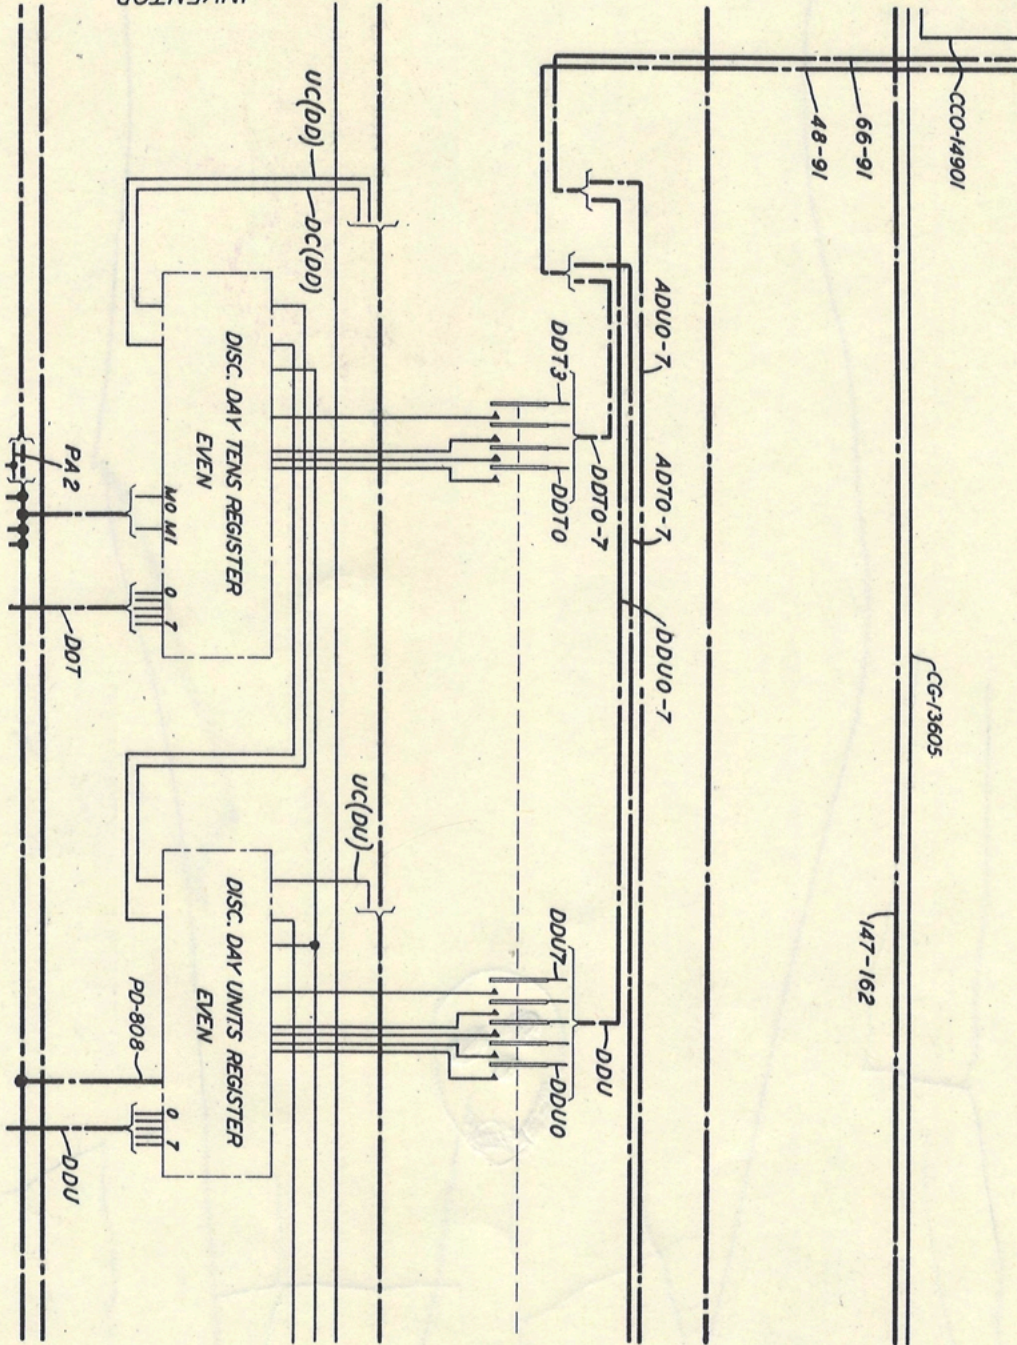 INVENTOR
CCO-14901
66-91
48-91
CG-13605
147-162
ADU0-7
ADT0-7
DDU0-7
DDT3
DDT0-7
DDT0
DDU7
DDU
DDU0
UC(DD)
DC(DD)
UC(DU)
DISC. DAY TENS REGISTER
EVEN
M0 M1
0 7
PA 2
DDT
DISC. DAY UNITS REGISTER
EVEN
PD-808
0 7
DDU